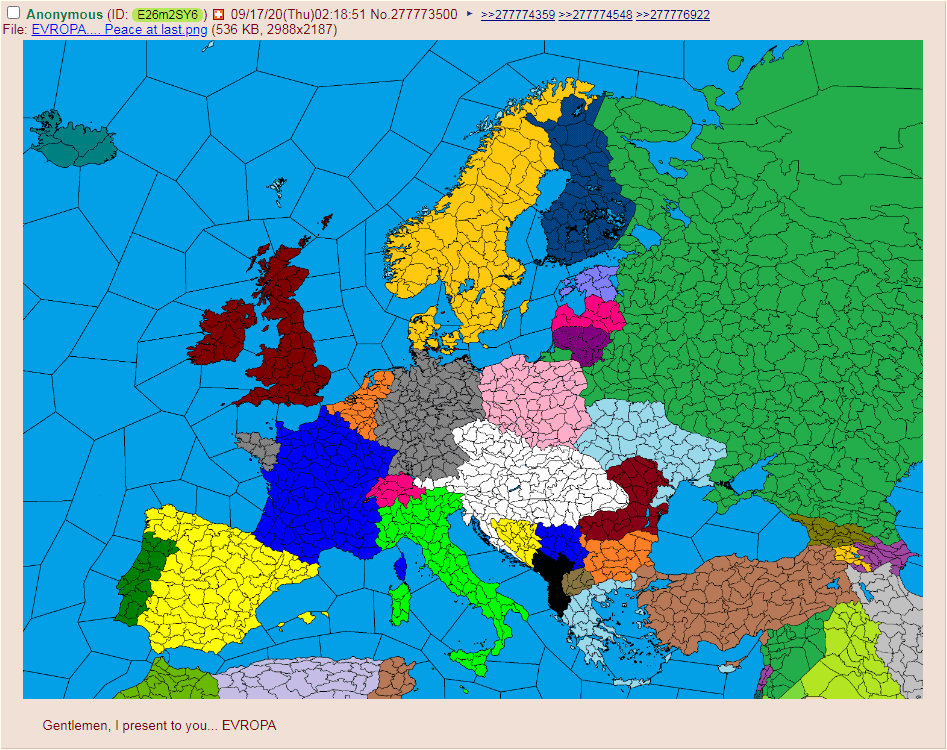 Anonymous (ID: E26m2SY6) 09/17/20(Thu)02:18:51 No.277773500 ▸ >>277774359 >>277774548 >>277776922
File: EVROPA.... Peace at last.png (536 KB, 2988x2187)
Gentlemen, I present to you... EVROPA